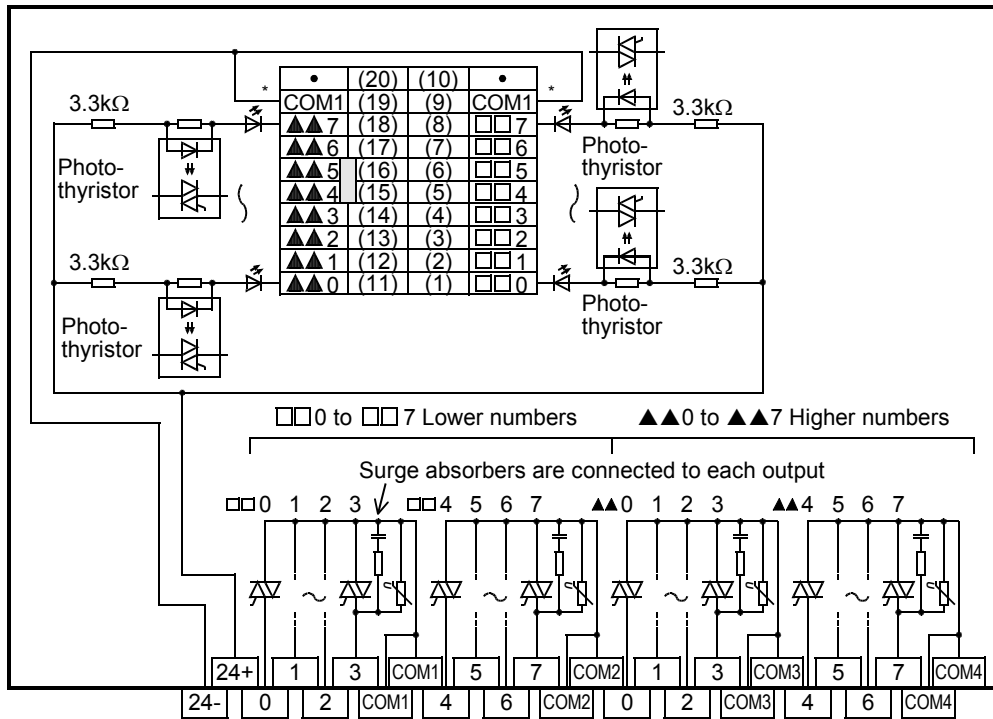 • (20) (10) •
* COM1 (19) (9) COM1 *
3.3kΩ ▲▲7 (18) (8) □□7 3.3kΩ
▲▲6 (17) (7) □□6
▲▲5 (16) (6) □□5
▲▲4 (15) (5) □□4
▲▲3 (14) (4) □□3
▲▲2 (13) (3) □□2
▲▲1 (12) (2) □□1
▲▲0 (11) (1) □□0
Photo-
thyristor
Photo-
thyristor
3.3kΩ
3.3kΩ
Photo-
thyristor
Photo-
thyristor
□□0 to □□7 Lower numbers ▲▲0 to ▲▲7 Higher numbers
Surge absorbers are connected to each output
□□0 1 2 3 □□4 5 6 7 ▲▲0 1 2 3 ▲▲4 5 6 7
u u u u
24+ 1 3 COM1 5 7 COM2 1 3 COM3 5 7 COM4
24- 0 2 COM1 4 6 COM2 0 2 COM3 4 6 COM4